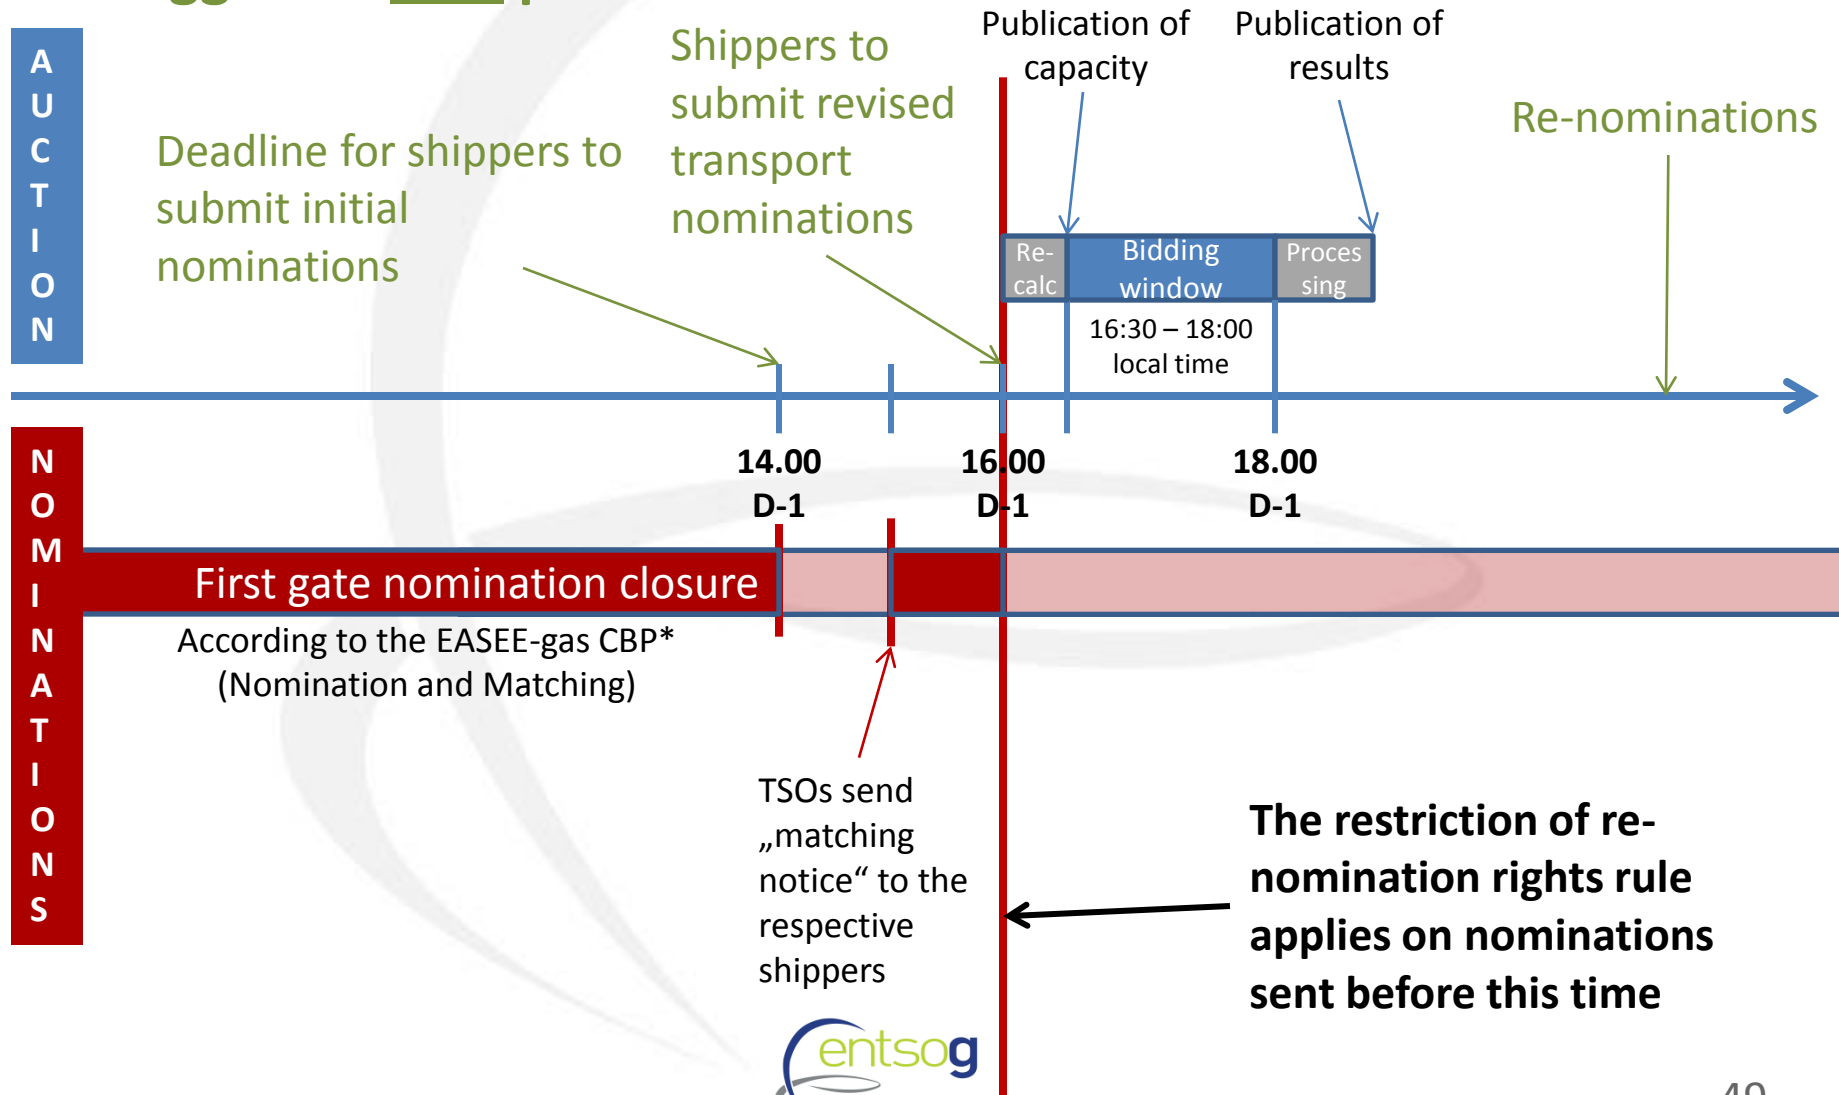 AUCTION
Deadline for shippers to
submit initial
nominations
Shippers to
submit revised
transport
nominations
Publication of
capacity
Publication of
results
Re-nominations
Re-
calc
Bidding
window
Proces
sing
16:30 – 18:00
local time
14.00
D-1
16.00
D-1
18.00
D-1
NOMINATIONS
First gate nomination closure
According to the EASEE-gas CBP*
(Nomination and Matching)
TSOs send
„matching
notice“ to the
respective
shippers
The restriction of re-
nomination rights rule
applies on nominations
sent before this time
entsog